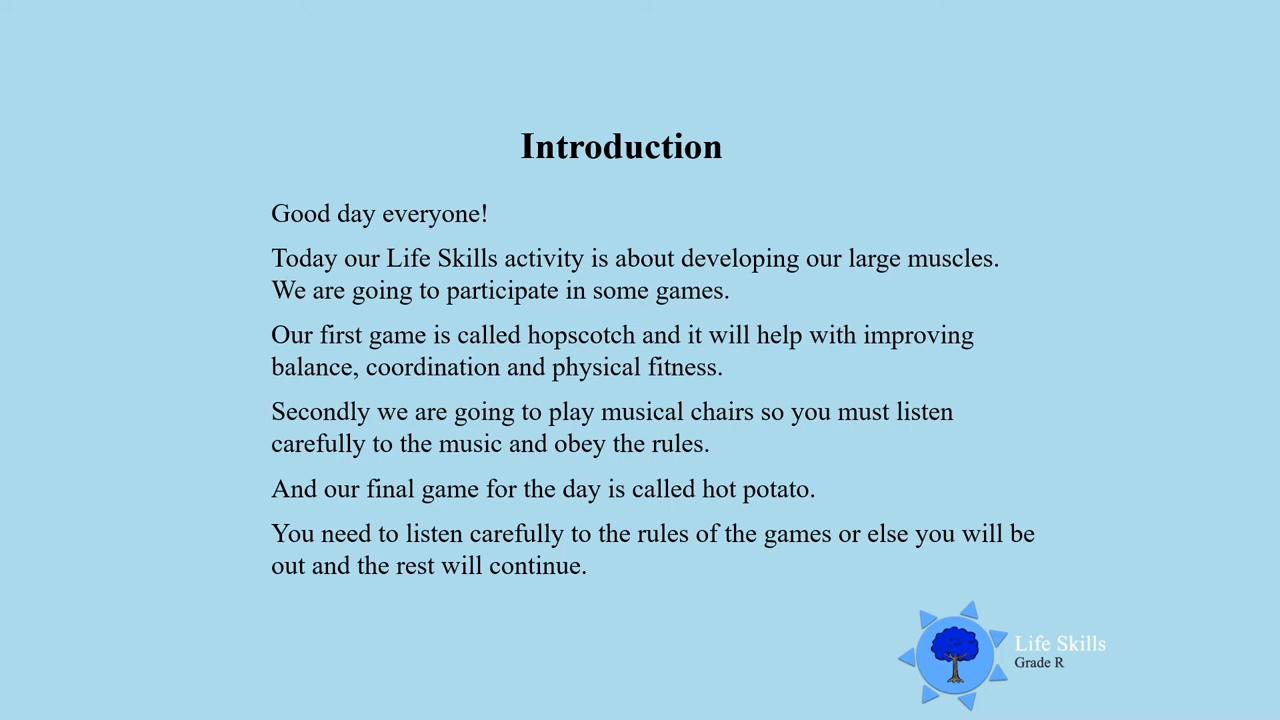 Introduction
Good day everyone!
Today our Life Skills activity is about developing our large muscles.
We are going to participate in some games.
Our first game is called hopscotch and it will help with improving
balance, coordination and physical fitness.
Secondly we are going to play musical chairs so you must listen
carefully to the music and obey the rules.
And our final game for the day is called hot potato.
You need to listen carefully to the rules of the games or else you will be
out and the rest will continue.
Life Skills
Grade R